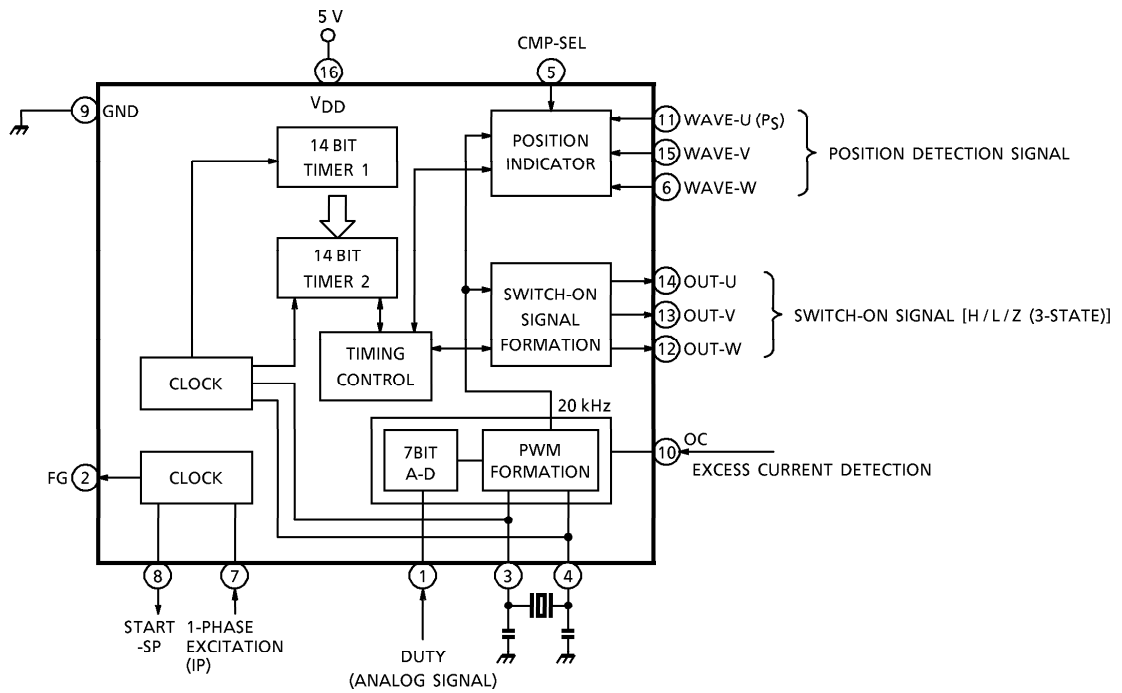 5 V
CMP-SEL
16
5
9
GND
VDD
11
WAVE-U (PS)
14 BIT
TIMER 1
POSITION
INDICATOR
15
WAVE-V
POSITION DETECTION SIGNAL
6
WAVE-W
14 BIT
TIMER 2
SWITCH-ON
SIGNAL
FORMATION
14
OUT-U
13
OUT-V
SWITCH-ON SIGNAL [H / L / Z (3-STATE)]
12
OUT-W
TIMING
CONTROL
CLOCK
20 kHz
7BIT
A-D
PWM
FORMATION
10
OC
EXCESS CURRENT DETECTION
FG
2
CLOCK
8
7
1
3
4
START
-SP
1-PHASE
EXCITATION
(IP)
DUTY
(ANALOG SIGNAL)